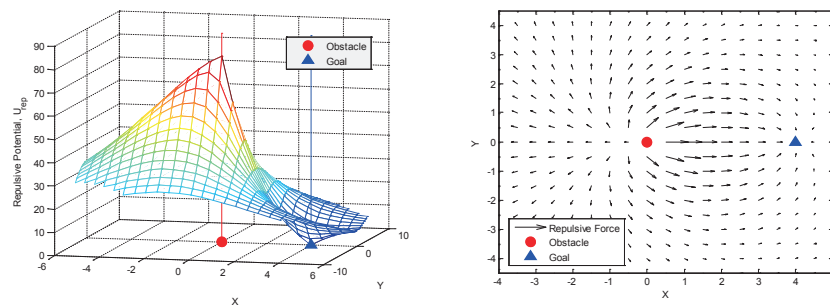 90
80
70
60
50
40
30
20
10
0
Repulsive Potential, U_rep
-6 -4 -2 0 2 4 6
X
-10 0 10
Y
Obstacle
Goal
4
3
2
1
0
-1
-2
-3
-4
Y
-4 -3 -2 -1 0 1 2 3 4
X
Repulsive Force
Obstacle
Goal